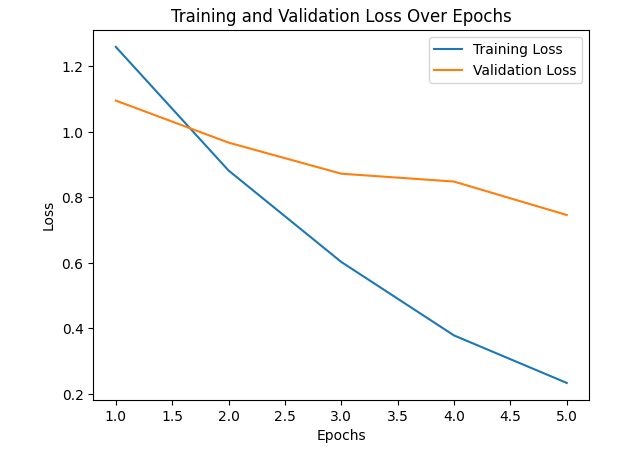 Training and Validation Loss Over Epochs
Training Loss
Validation Loss
Loss
1.2
1.0
0.8
0.6
0.4
0.2
1.0 1.5 2.0 2.5 3.0 3.5 4.0 4.5 5.0
Epochs